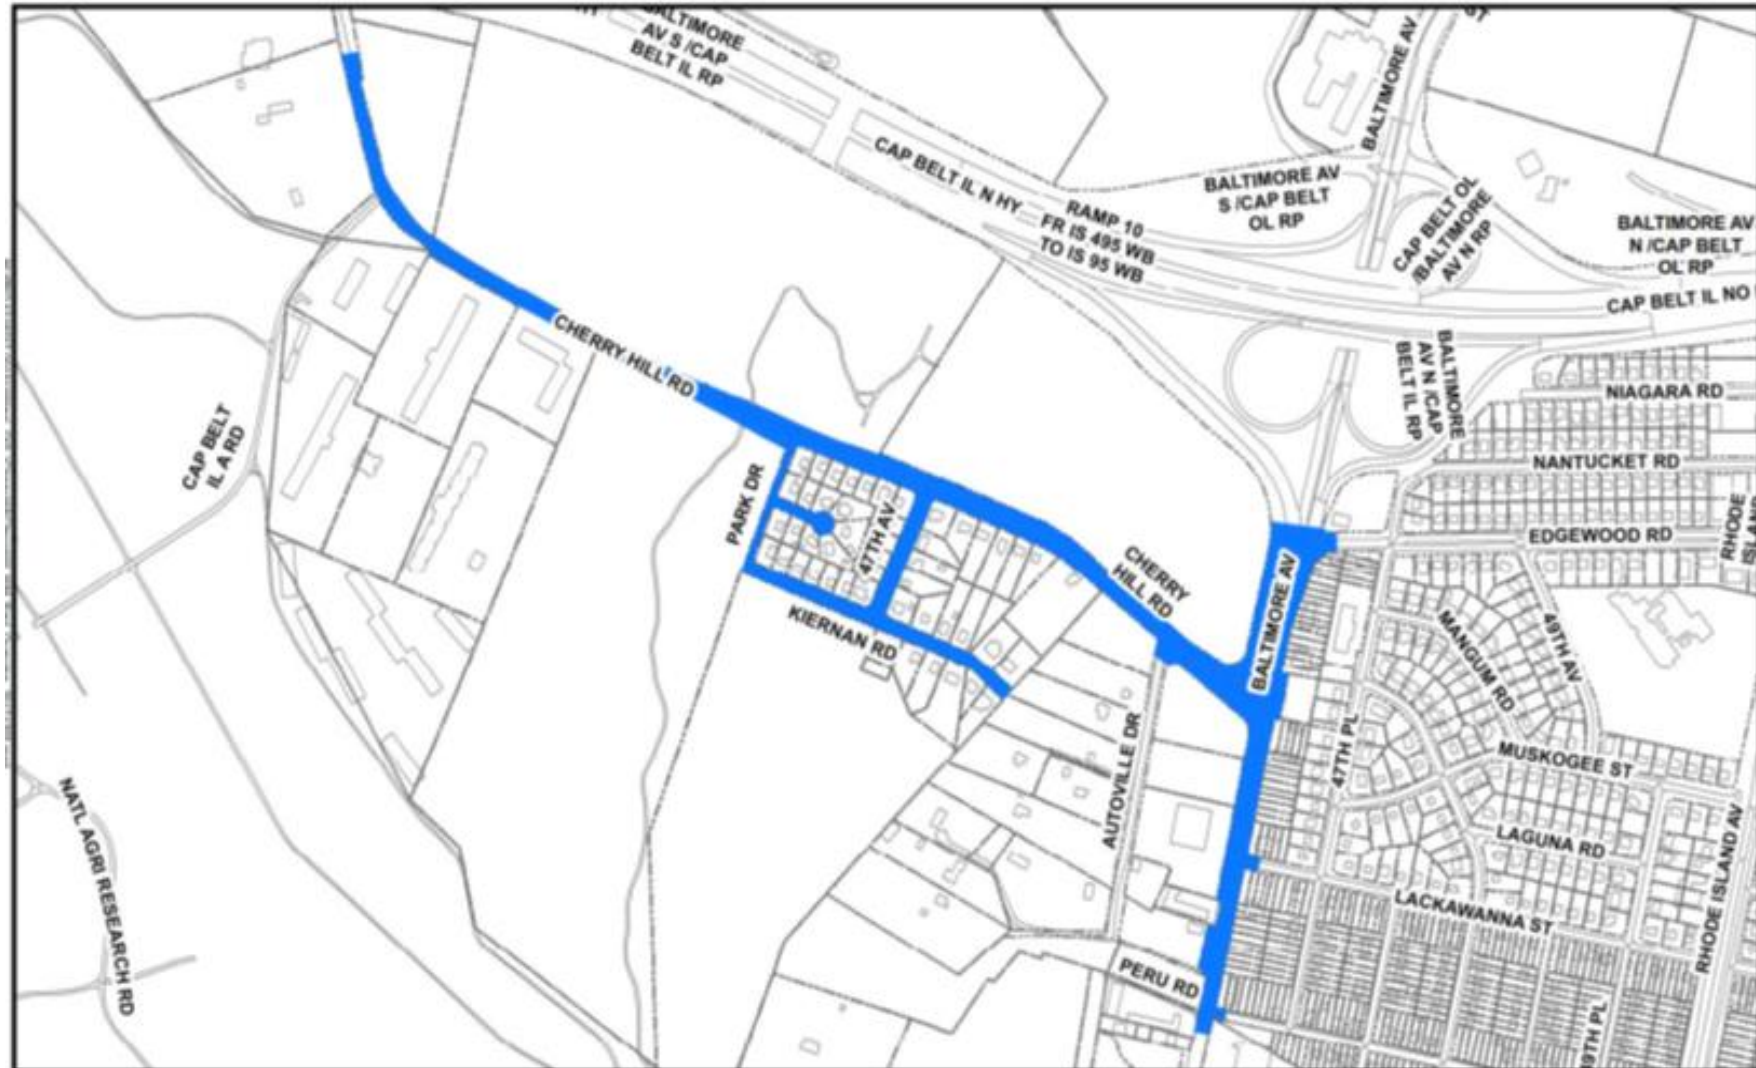 BALTIMORE
AV S /CAP
BELT IL RP
BALTIMORE AV
ST
CAP BELT IL N HY
RAMP 10
FR IS 495 WB
TO IS 95 WB
BALTIMORE AV
S /CAP BELT
OL RP
CAP BELT OL
/BALTIMORE
AV N RP
BALTIMORE AV
N /CAP BELT
OL RP
CAP BELT IL NO
CHERRY HILL RD
BALTIMORE
AV N /CAP
BELT IL RP
NIAGARA RD
CAP BELT
IL A RD
NANTUCKET RD
PARK DR
47TH AV
RHODE
EDGEWOOD RD
CHERRY
HILL RD
BALTIMORE AV
KIERNAN RD
MANGUM RD
49TH AV
47TH PL
MUSKOGEE ST
AUTOVILLE DR
NATL AGRI RESEARCH RD
LAGUNA RD
LACKAWANNA ST
RHODE ISLAND AV
PERU RD